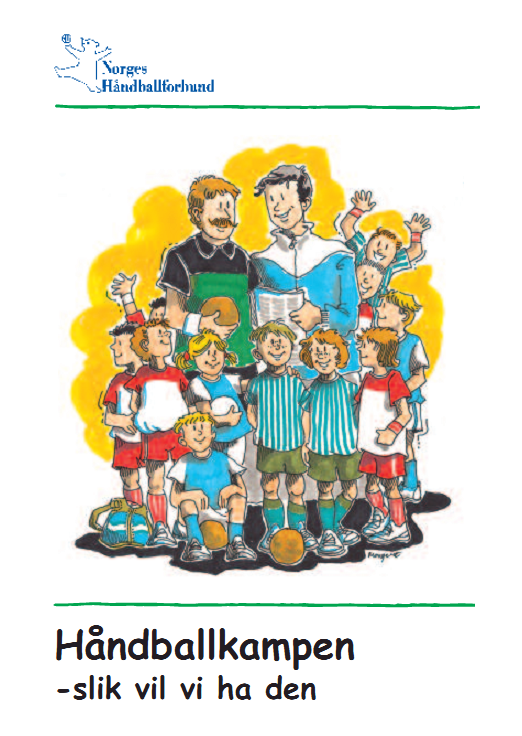 Norges
Håndballforbund
Håndballkampen
-slik vil vi ha den